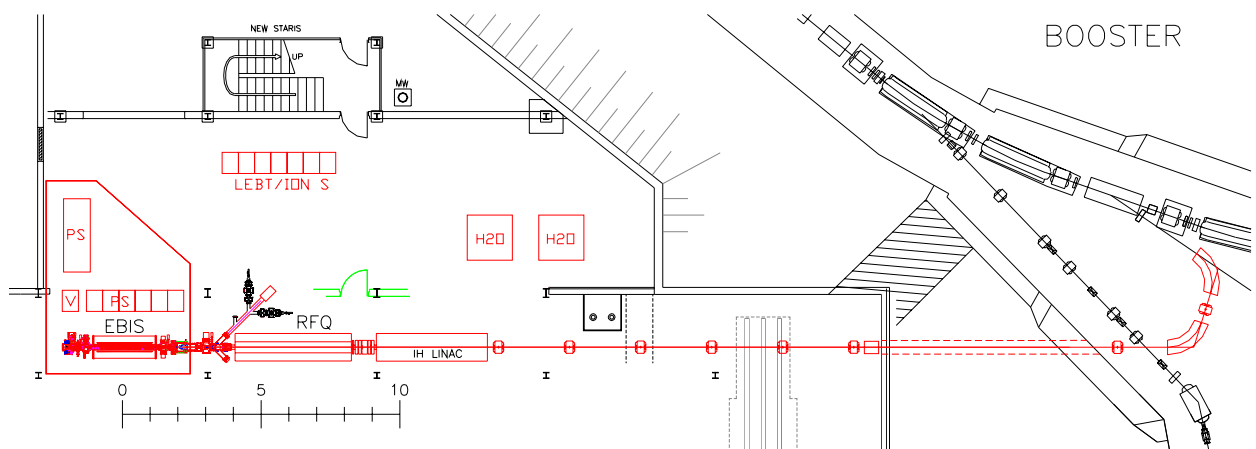 NEW STARIS
BOOSTER
UP
MW
LEBT/ION S
PS
H2O
H2O
V
PS
EBIS
RFQ
IH LINAC
0
5
10